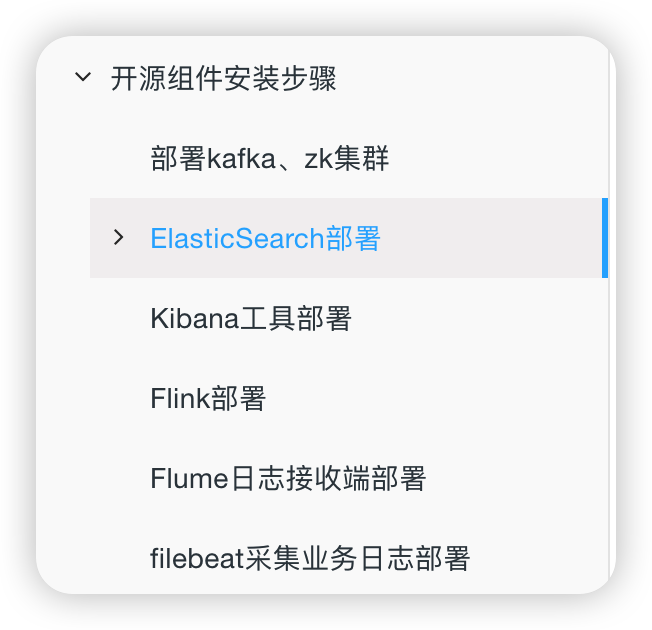 开源组件安装步骤
部署kafka、zk集群
ElasticSearch部署
Kibana工具部署
Flink部署
Flume日志接收端部署
filebeat采集业务日志部署